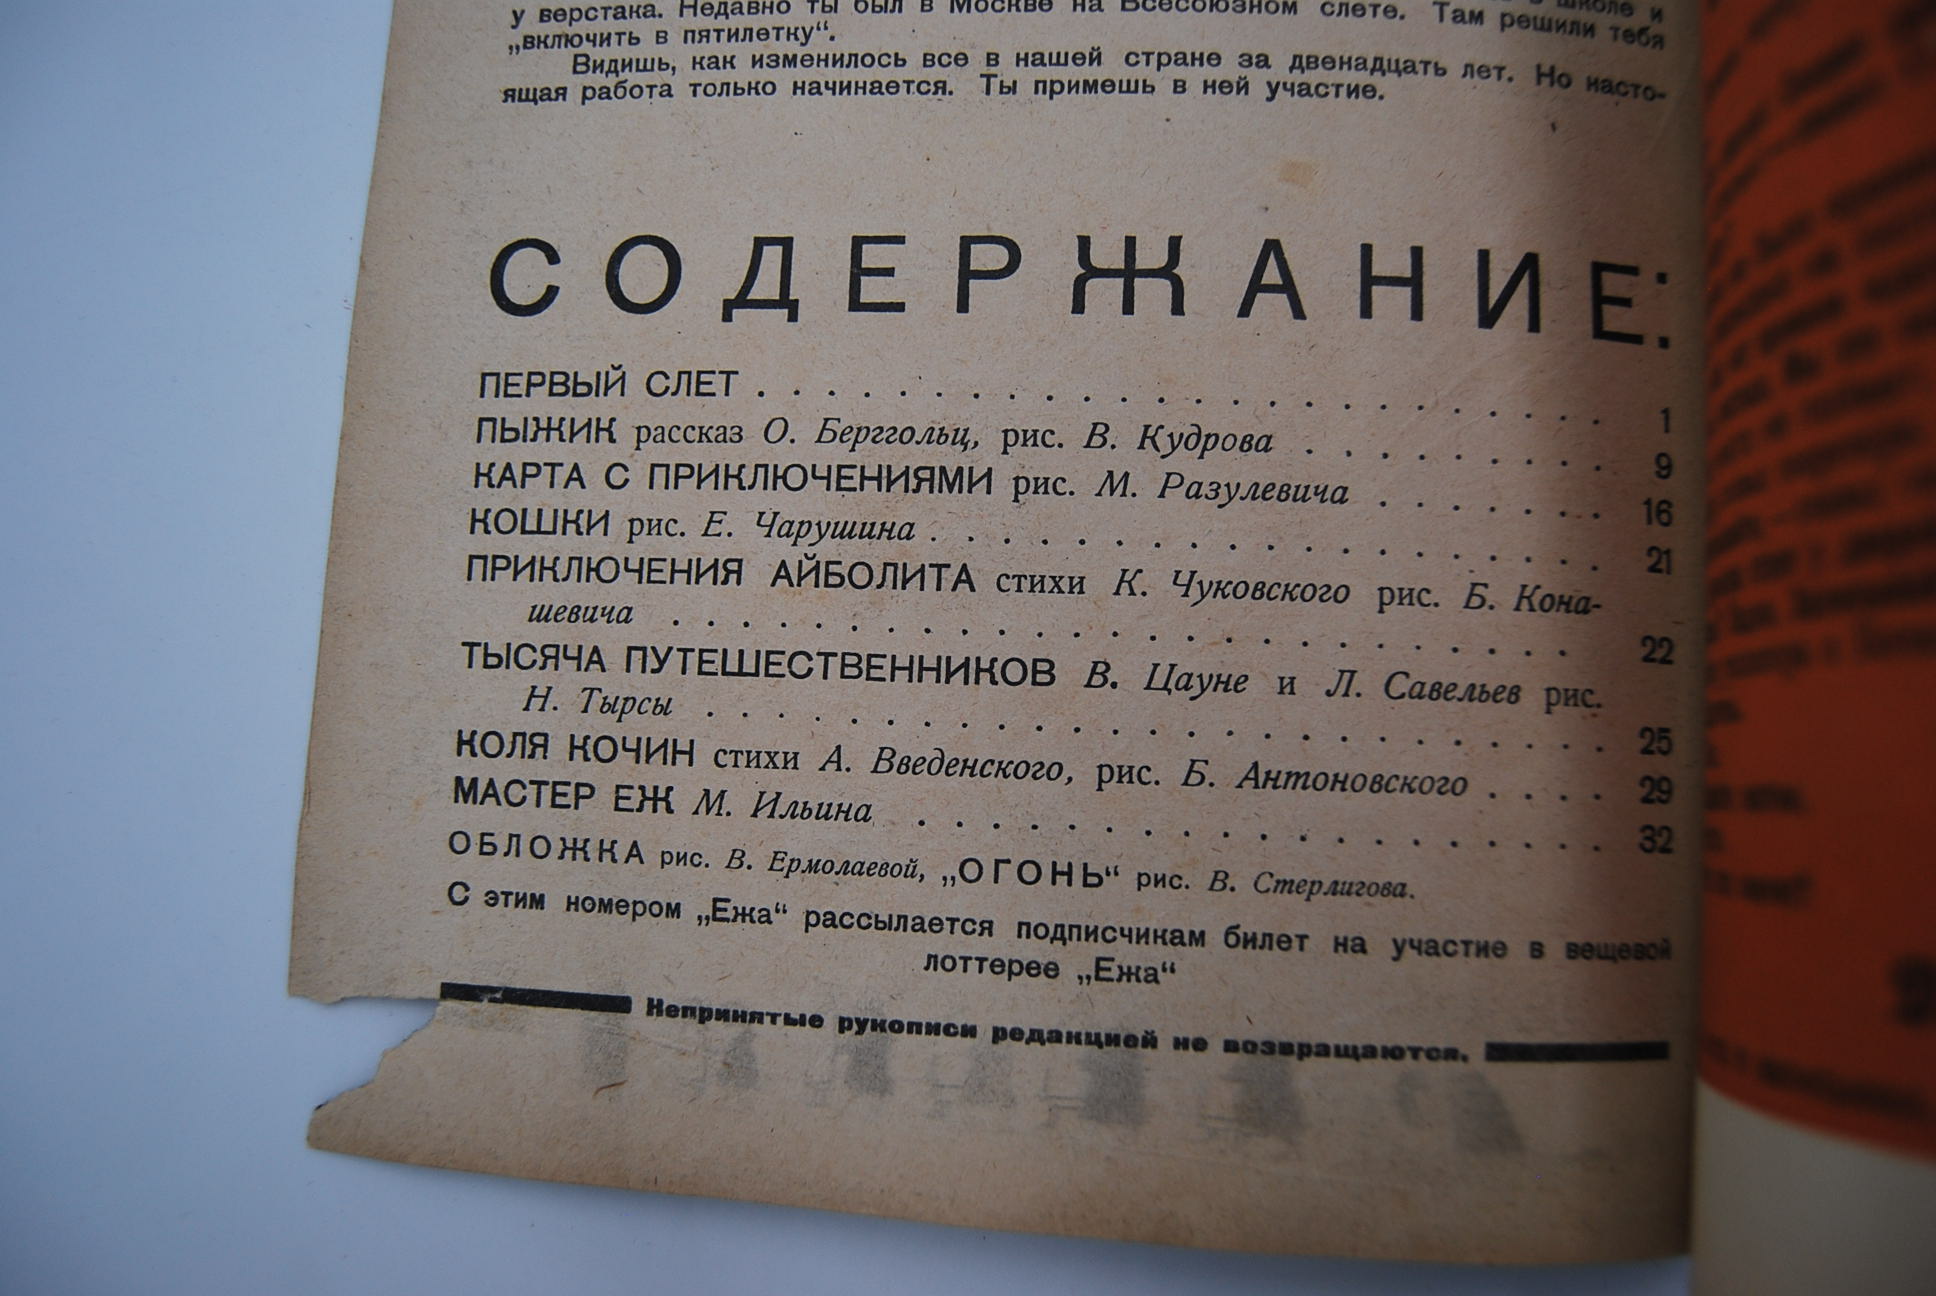 у верстака. Недавно ты был в Москве на Всесоюзном слете. Там решили тебя
„включить в пятилетку“.
Видишь, как изменилось все в нашей стране за двенадцать лет. Но насто-
ящая работа только начинается. Ты примешь в ней участие.
СОДЕРЖАНИЕ:
ПЕРВЫЙ СЛЕТ . . . . . . . . . . . . . . . . . . . . . 1
ПЫЖИК рассказ О. Берггольц, рис. В. Кудрова . . . . . . . . . 9
КАРТА С ПРИКЛЮЧЕНИЯМИ рис. М. Разулевича . . . . . . . 16
КОШКИ рис. Е. Чарушина . . . . . . . . . . . . . . . . . 21
ПРИКЛЮЧЕНИЯ АЙБОЛИТА стихи К. Чуковского рис. Б. Кона-
шевича . . . . . . . . . . . . . . . . . . . . . 22
ТЫСЯЧА ПУТЕШЕСТВЕННИКОВ В. Цауне и Л. Савельев рис.
Н. Тырсы . . . . . . . . . . . . . . . . . . . . 25
КОЛЯ КОЧИН стихи А. Введенского, рис. Б. Антоновского . . . . 29
МАСТЕР ЕЖ М. Ильина . . . . . . . . . . . . . . . . . 32
ОБЛОЖКА рис. В. Ермолаевой, „ОГОНЬ“ рис. В. Стерлигова.
С этим номером „Ежа“ рассылается подписчикам билет на участие в вещевой
лоттерее „Ежа“
Непринятые рукописи редакцией не возвращаются.